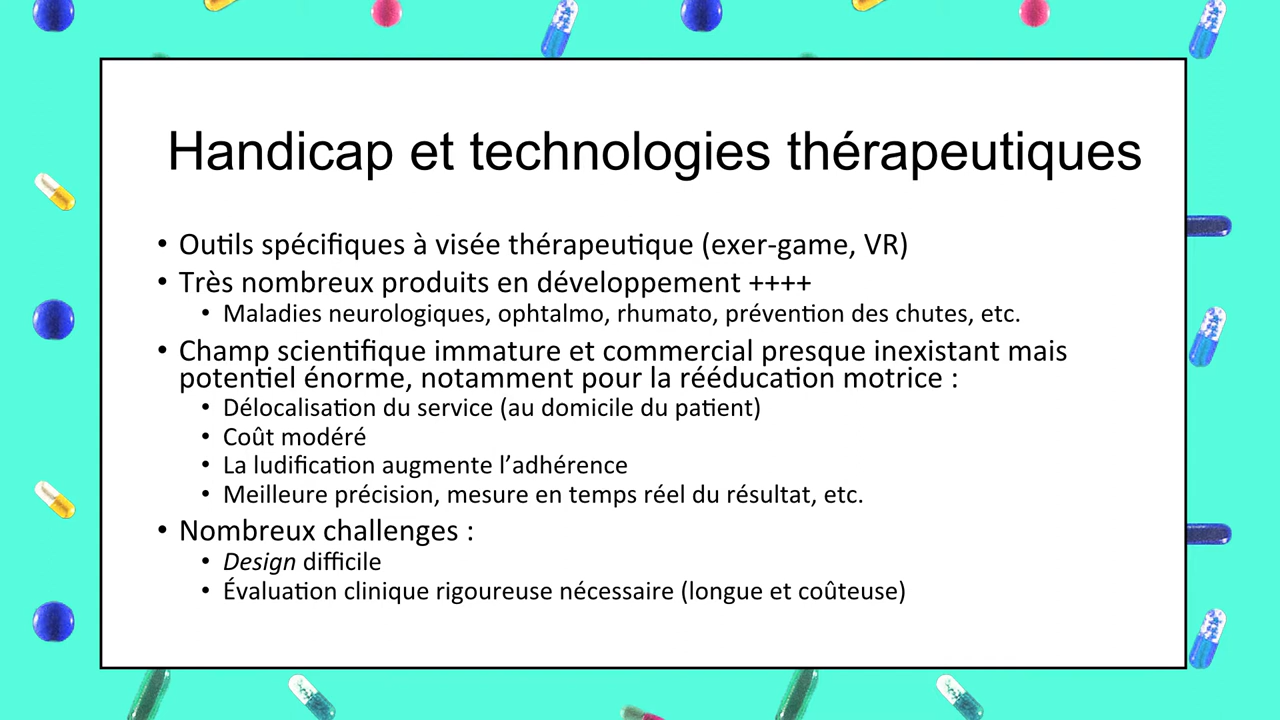 Handicap et technologies thérapeutiques
• Outils spécifiques à visée thérapeutique (exer-game, VR)
• Très nombreux produits en développement ++++
• Maladies neurologiques, ophtalmo, rhumato, prévention des chutes, etc.
• Champ scientifique immature et commercial presque inexistant mais
potentiel énorme, notamment pour la rééducation motrice :
• Délocalisation du service (au domicile du patient)
• Coût modéré
• La ludification augmente l’adhérence
• Meilleure précision, mesure en temps réel du résultat, etc.
• Nombreux challenges :
• Design difficile
• Évaluation clinique rigoureuse nécessaire (longue et coûteuse)